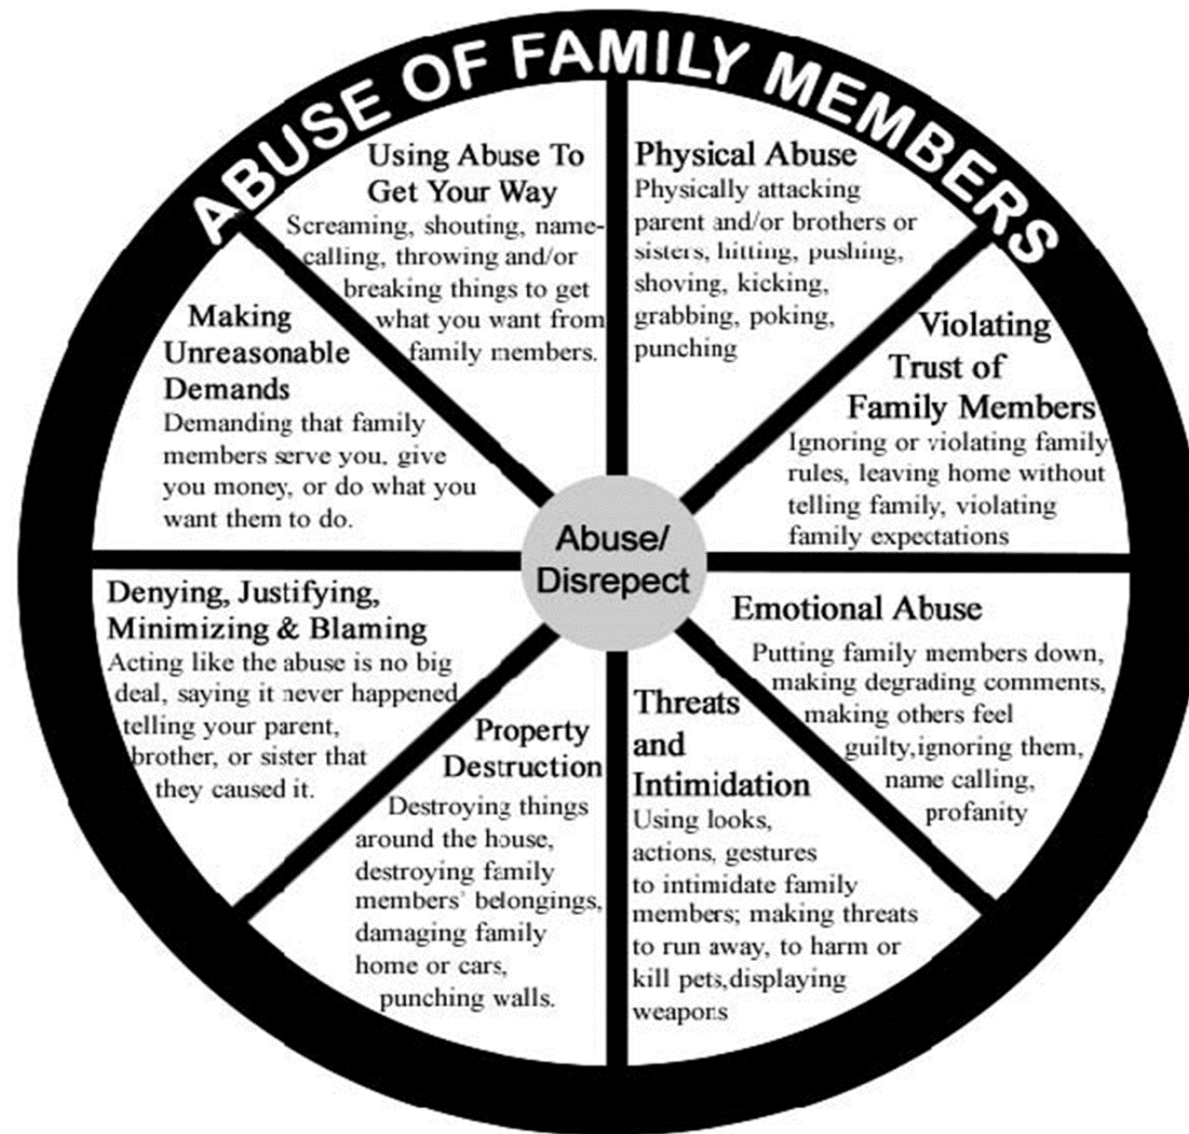 ABUSE OF FAMILY MEMBERS
Using Abuse To
Get Your Way
Screaming, shouting, name-
calling, throwing and/or
breaking things to get
what you want from
family members.
Physical Abuse
Physically attacking
parent and/or brothers or
sisters, hitting, pushing,
shoving, kicking,
grabbing, poking,
punching
Violating
Trust of
Family Members
Ignoring or violating family
rules, leaving home without
telling family, violating
family expectations
Emotional Abuse
Putting family members down,
making degrading comments,
making others feel
guilty,ignoring them,
name calling,
profanity
Threats
and
Intimidation
Using looks,
actions, gestures
to intimidate family
members; making threats
to run away, to harm or
kill pets,displaying
weapons
Property
Destruction
Destroying things
around the house,
destroying family
members' belongings,
damaging family
home or cars,
punching walls.
Denying, Justifying,
Minimizing & Blaming
Acting like the abuse is no big
deal, saying it never happened
telling your parent,
brother, or sister that
they caused it.
Making
Unreasonable
Demands
Demanding that family
members serve you, give
you money, or do what you
want them to do.
Abuse/
Disrepect